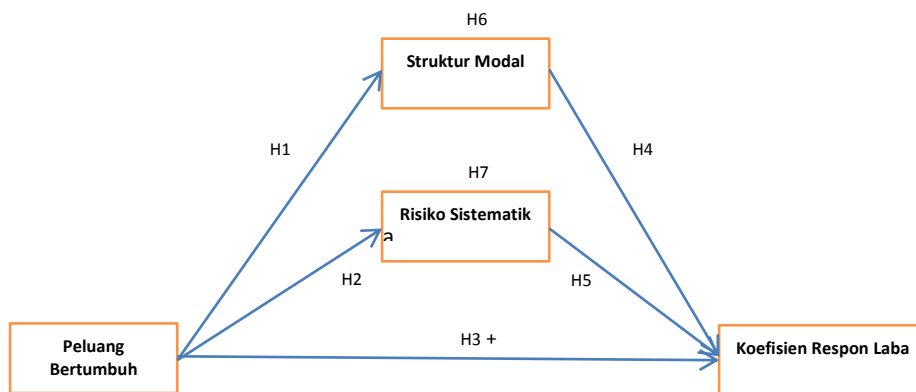 H6
Struktur Modal
H1
H4
H7
Risiko Sistematik
a
H2
H5
H3 +
Peluang
Bertumbuh
Koefisien Respon Laba